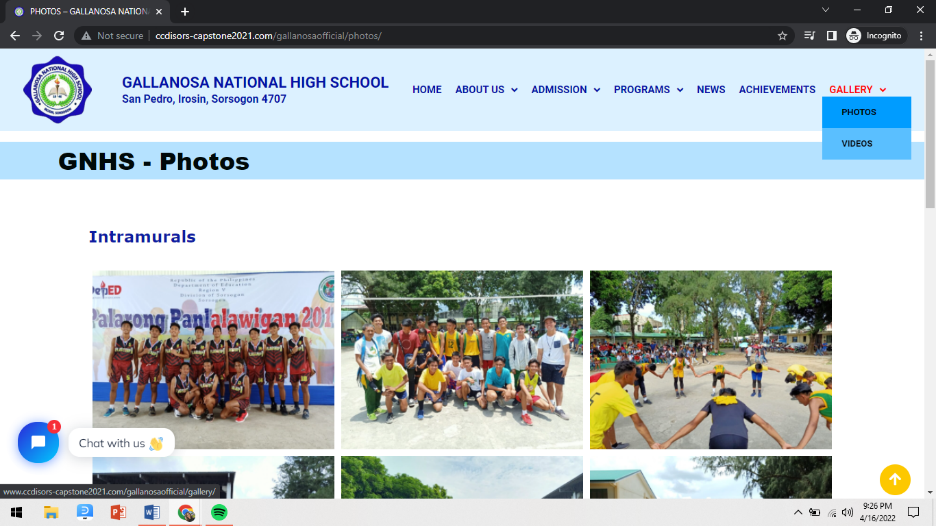 PHOTOS – GALLANOSA NATION
Not secure | ccdisors-capstone2021.com/gallanosaofficial/photos/
Incognito
GALLANOSA NATIONAL HIGH SCHOOL
San Pedro, Irosin, Sorsogon 4707
HOME ABOUT US ADMISSION PROGRAMS NEWS ACHIEVEMENTS GALLERY
PHOTOS
VIDEOS
GNHS - Photos
Intramurals
Republic of the Philippines
Department of Education
Region V
Division of Sorsogon
Sorsogon
DepED
Palarong Panlalawigan 201
1
Chat with us 👋
www.ccdisors-capstone2021.com/gallanosaofficial/gallery/
9:26 PM
4/16/2022